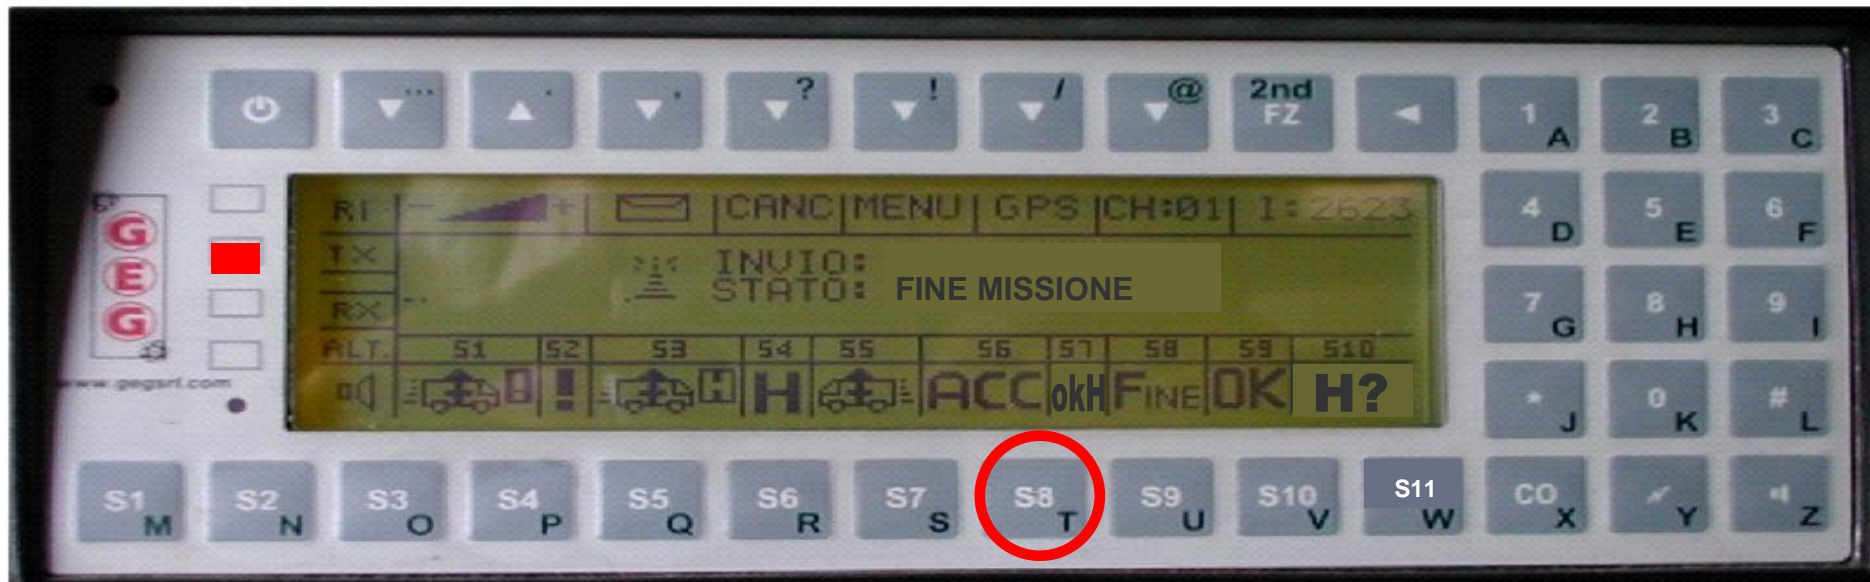 ... . . ? ! / @ 2nd FZ 1 A 2 B 3 C
RI - + CANC MENU GPS CH:01 I: 2623 4 D 5 E 6 F
GEG
TX INVIO:
STATO: FINE MISSIONE
RX 7 G 8 H 9 I
ALT. S1 S2 S3 S4 S5 S6 S7 S8 S9 S10
www.gegsrl.com
! H H ACC okH FINE OK H? * J 0 K # L
S1 M S2 N S3 O S4 P S5 Q S6 R S7 S S8 T S9 U S10 V S11 W CO X Y Z